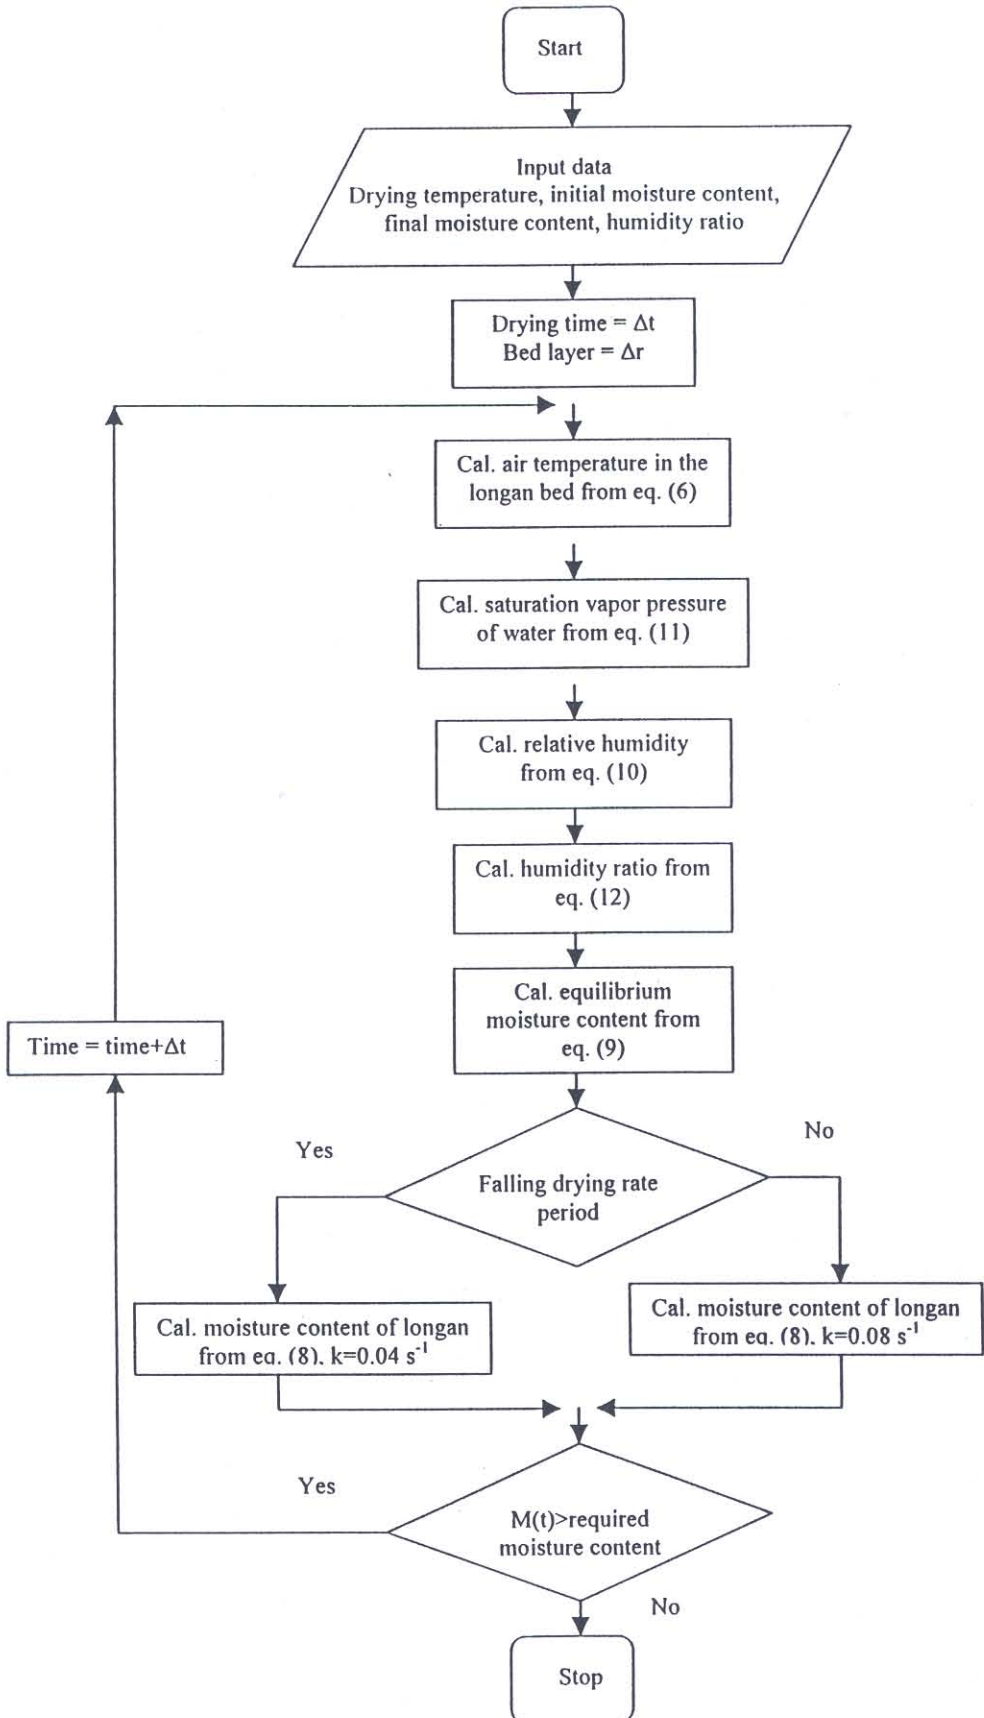 Start
Input data
Drying temperature, initial moisture content,
final moisture content, humidity ratio
Drying time = Δt
Bed layer = Δr
Cal. air temperature in the
longan bed from eq. (6)
Cal. saturation vapor pressure
of water from eq. (11)
Cal. relative humidity
from eq. (10)
Cal. humidity ratio from
eq. (12)
Cal. equilibrium
moisture content from
eq. (9)
Time = time+Δt
Yes
No
Falling drying rate
period
Cal. moisture content of longan
from eq. (8), k=0.04 s⁻¹
Cal. moisture content of longan
from eq. (8), k=0.08 s⁻¹
Yes
M(t)>required
moisture content
No
Stop